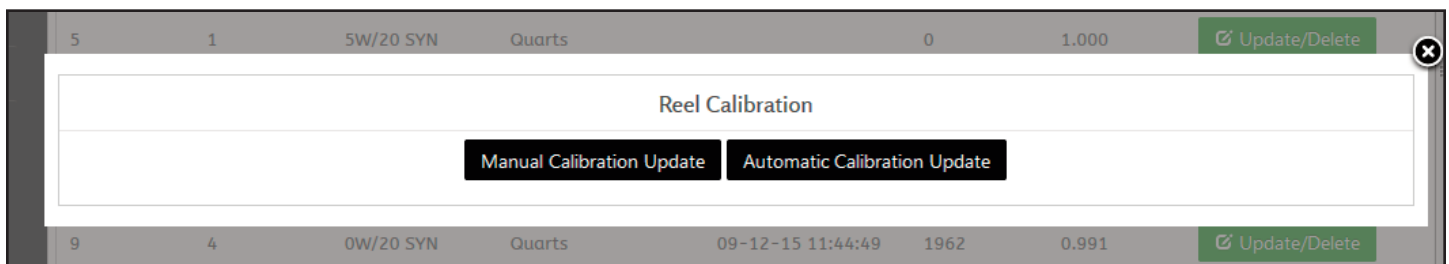 5 1 5W/20 SYN Quarts 0 1.000 Update/Delete
Reel Calibration
Manual Calibration Update Automatic Calibration Update
9 4 0W/20 SYN Quarts 09-12-15 11:44:49 1962 0.991 Update/Delete